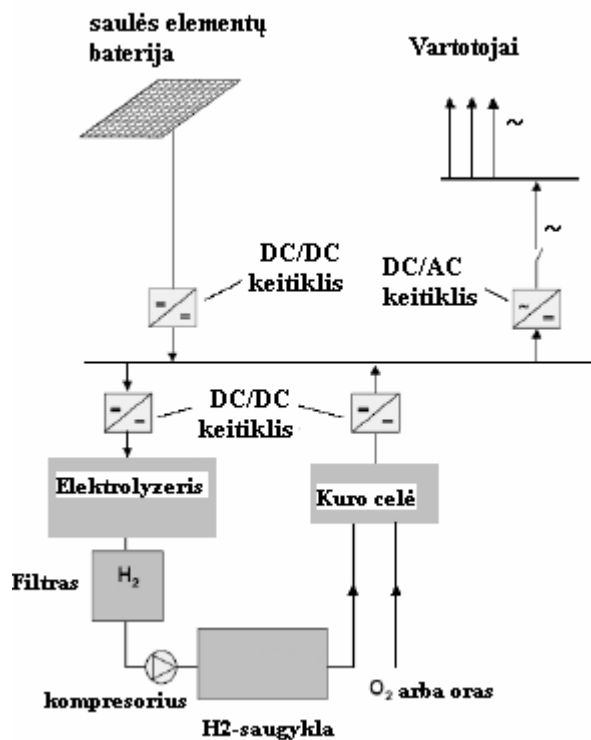 saulės elementų
baterija
Vartotojai
~
~
DC/DC
keitiklis
DC/AC
keitiklis
= =
~ =
DC/DC
keitiklis
= =
= =
Elektrolyzeris
Kuro celė
Filtras
H₂
kompresorius
O₂ arba oras
H2-saugykla